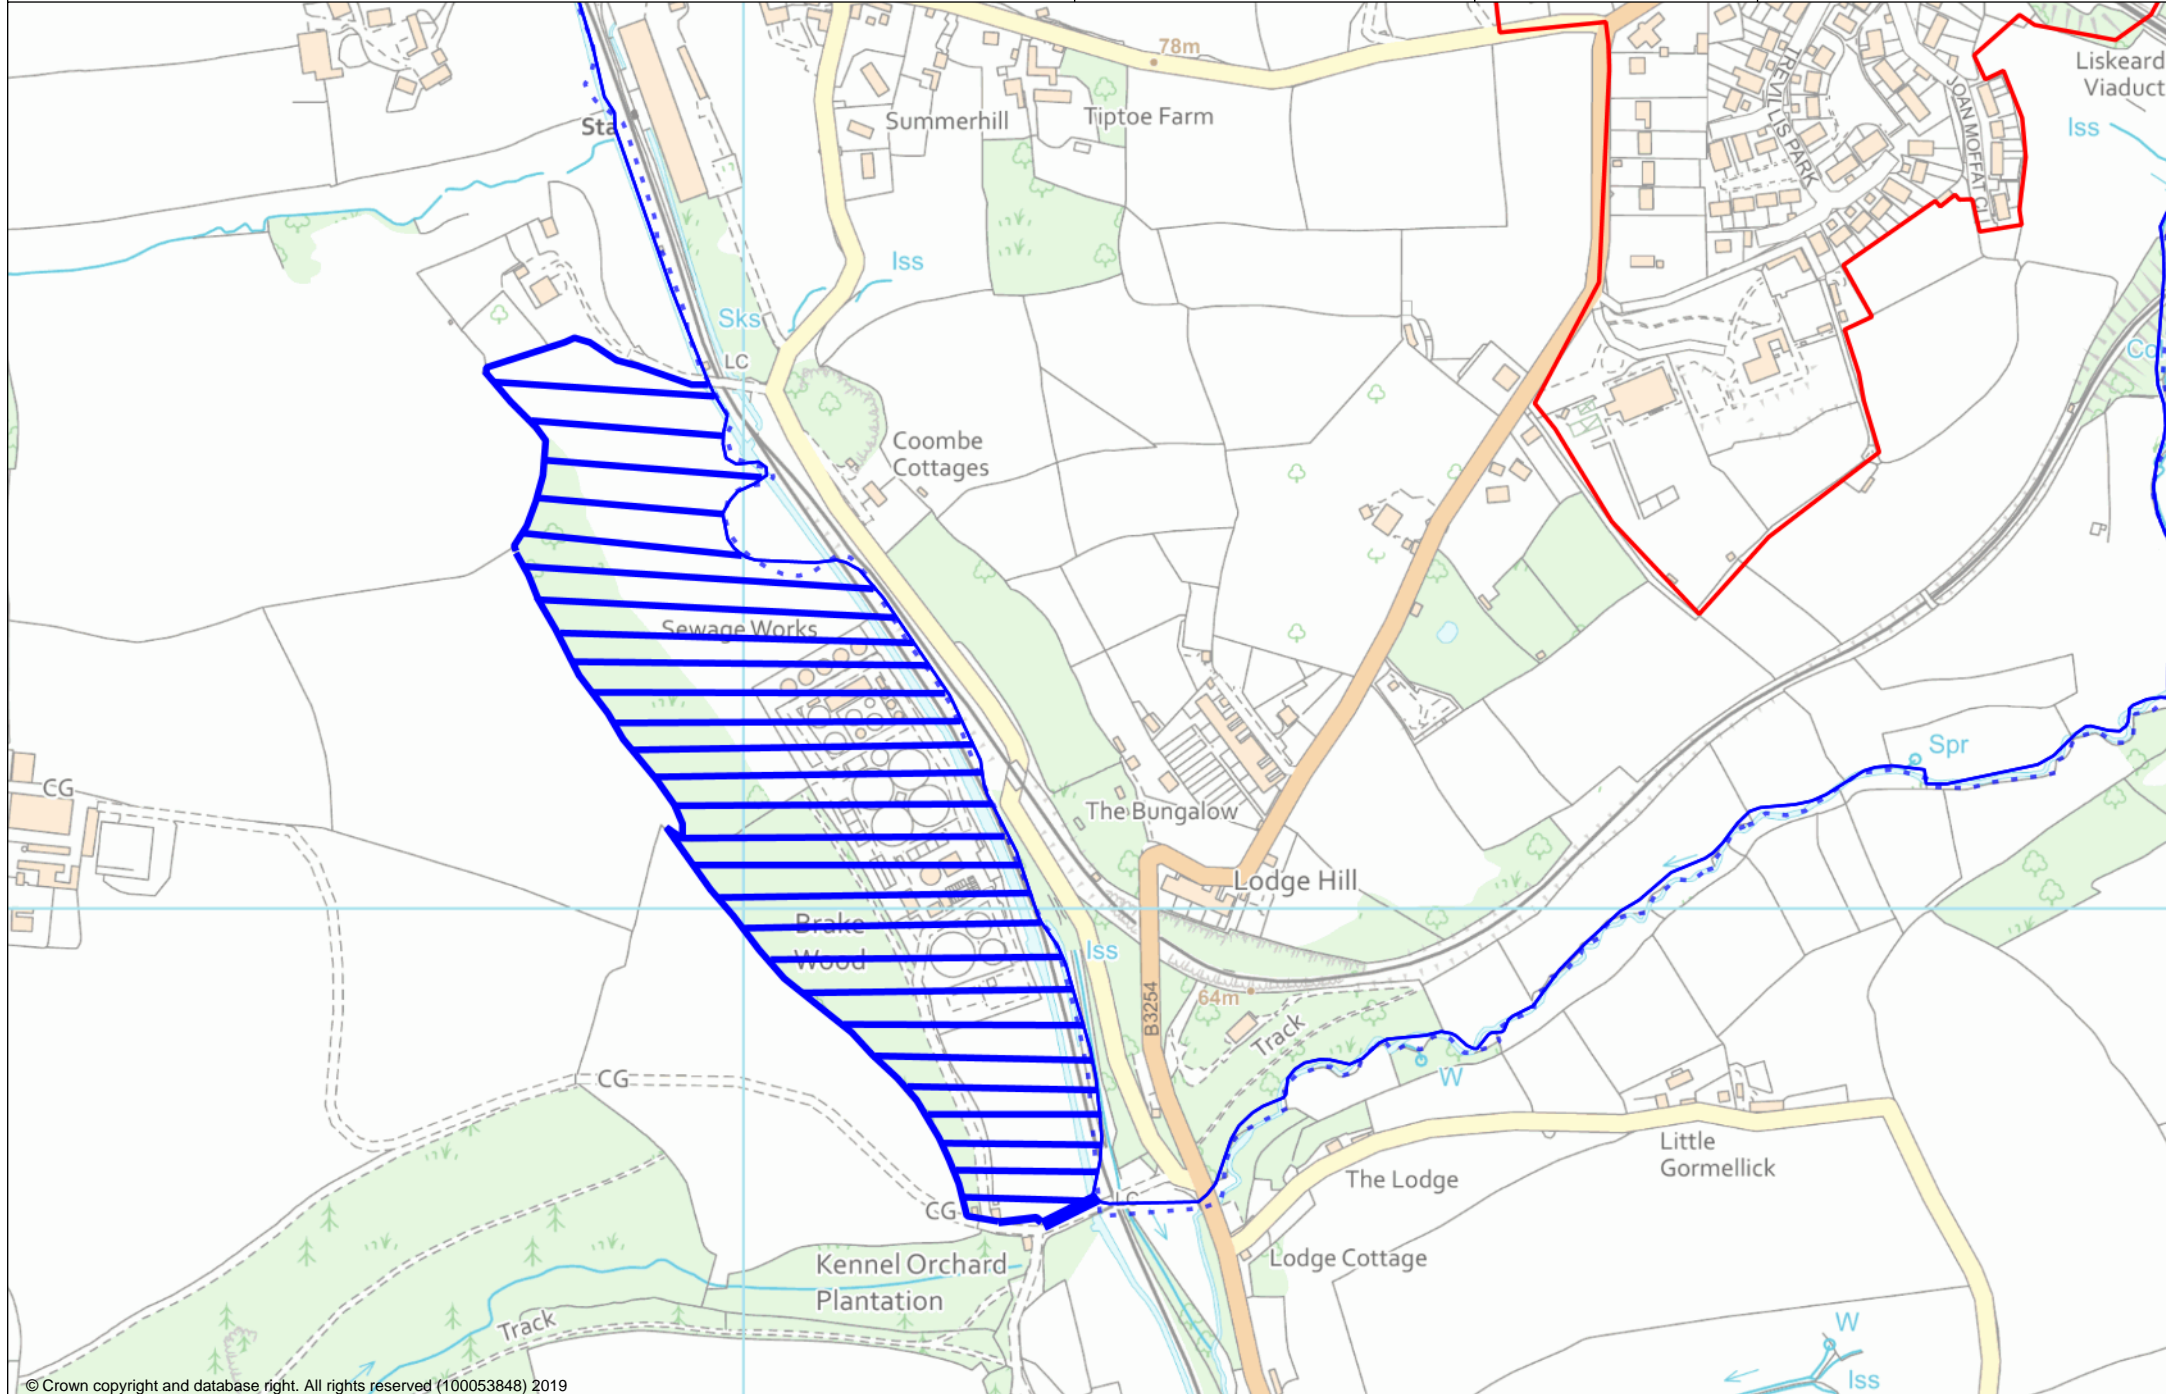 78m
Liskeard
Viaduct
Summerhill
Tiptoe Farm
TREVILLIS PARK
JOAN MOFFAT CL
Iss
Sta
Iss
Sks
LC
Co
Coombe
Cottages
Sewage Works
Spr
CG
The Bungalow
Lodge Hill
Brake
Wood
Iss
64m
B3254
Track
W
CG
Little
Gormellick
The Lodge
LC
CG
Lodge Cottage
Kennel Orchard
Plantation
Track
W
Iss
© Crown copyright and database right. All rights reserved (100053848) 2019